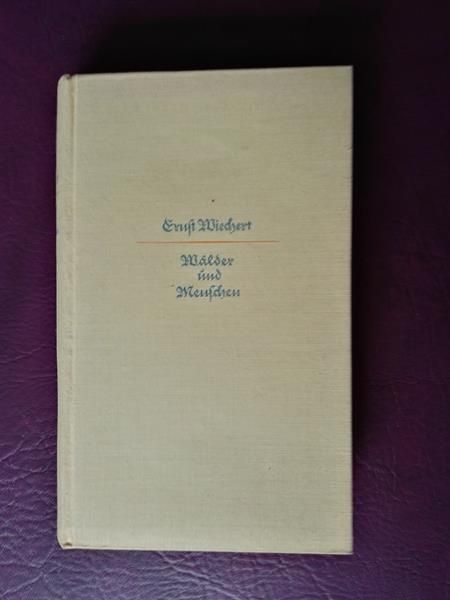 Ernst Wiechert
Wälder
und
Menschen